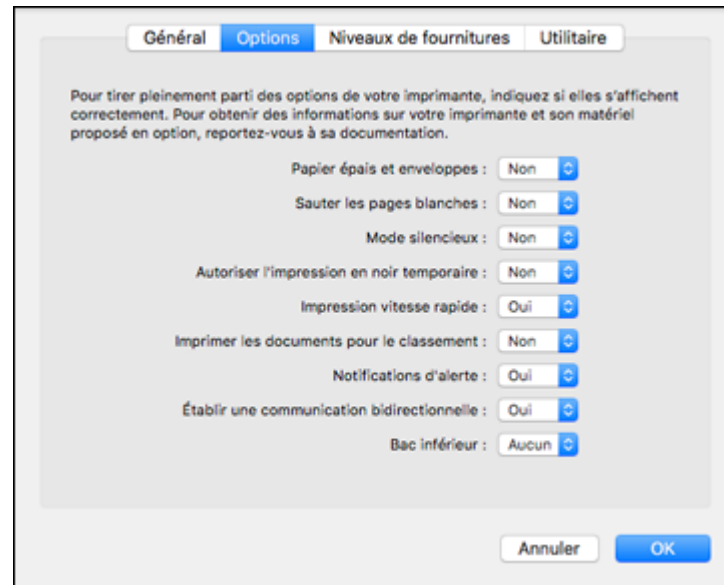 Général Options Niveaux de fournitures Utilitaire
Pour tirer pleinement parti des options de votre imprimante, indiquez si elles s'affichent
correctement. Pour obtenir des informations sur votre imprimante et son matériel
proposé en option, reportez-vous à sa documentation.
Papier épais et enveloppes : Non
Sauter les pages blanches : Non
Mode silencieux : Non
Autoriser l'impression en noir temporaire : Non
Impression vitesse rapide : Oui
Imprimer les documents pour le classement : Non
Notifications d'alerte : Oui
Établir une communication bidirectionnelle : Oui
Bac inférieur : Aucun
Annuler OK